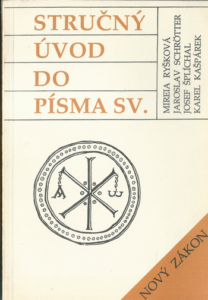 STRUČNÝ
ÚVOD
DO
PÍSMA SV.
MIREIA RYŠKOVÁ
JAROSLAV SCHRÖTTER
JOSEF ŠPLÍCHAL
KAREL KAŠPÁREK
A W
NOVÝ ZÁKON